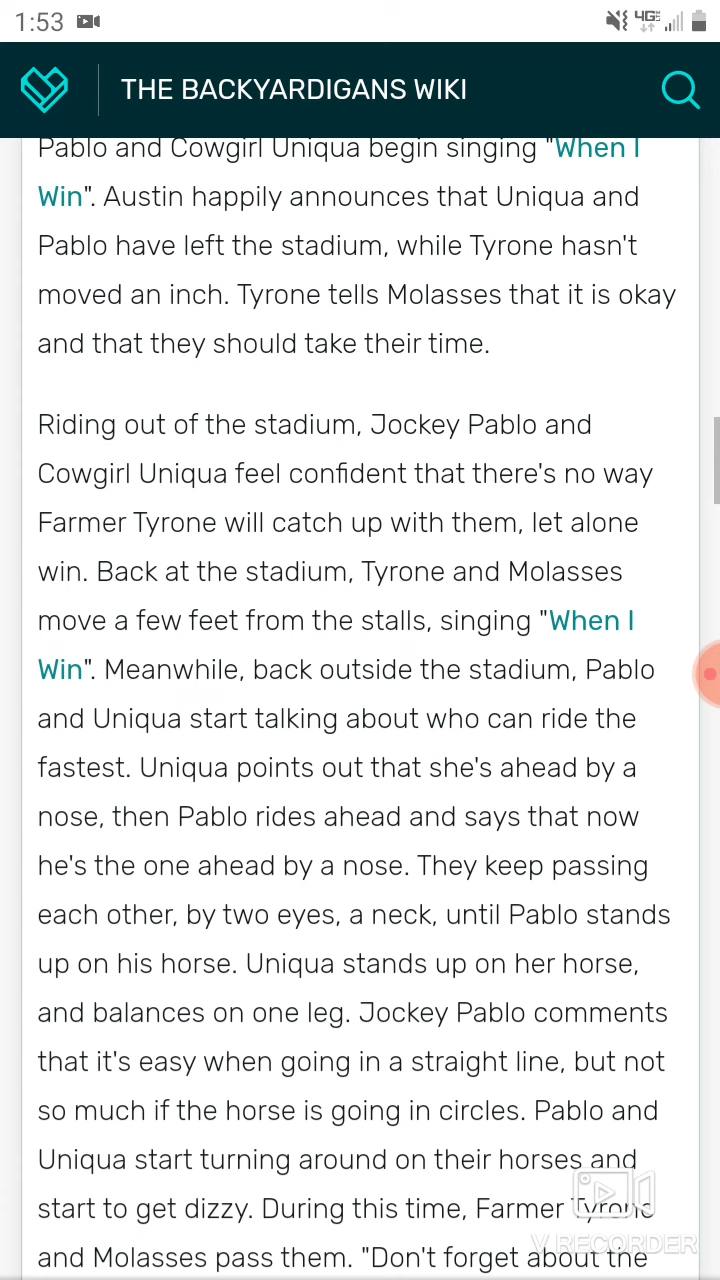 1:53
4GE
THE BACKYARDIGANS WIKI
Pablo and Cowgirl Uniqua begin singing "When I
Win". Austin happily announces that Uniqua and
Pablo have left the stadium, while Tyrone hasn't
moved an inch. Tyrone tells Molasses that it is okay
and that they should take their time.
Riding out of the stadium, Jockey Pablo and
Cowgirl Uniqua feel confident that there's no way
Farmer Tyrone will catch up with them, let alone
win. Back at the stadium, Tyrone and Molasses
move a few feet from the stalls, singing "When I
Win". Meanwhile, back outside the stadium, Pablo
and Uniqua start talking about who can ride the
fastest. Uniqua points out that she's ahead by a
nose, then Pablo rides ahead and says that now
he's the one ahead by a nose. They keep passing
each other, by two eyes, a neck, until Pablo stands
up on his horse. Uniqua stands up on her horse,
and balances on one leg. Jockey Pablo comments
that it's easy when going in a straight line, but not
so much if the horse is going in circles. Pablo and
Uniqua start turning around on their horses and
start to get dizzy. During this time, Farmer Tyrone
and Molasses pass them. "Don't forget about the
V RECORDER